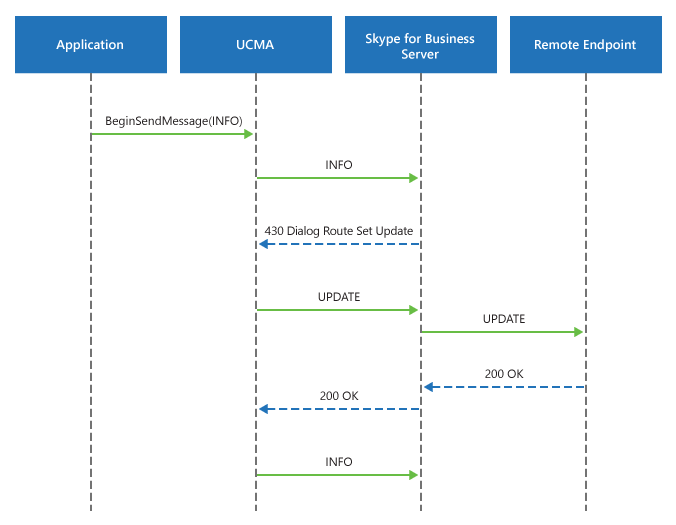 Application
UCMA
Skype for Business
Server
Remote Endpoint
BeginSendMessage(INFO)
INFO
430 Dialog Route Set Update
UPDATE
UPDATE
200 OK
200 OK
INFO